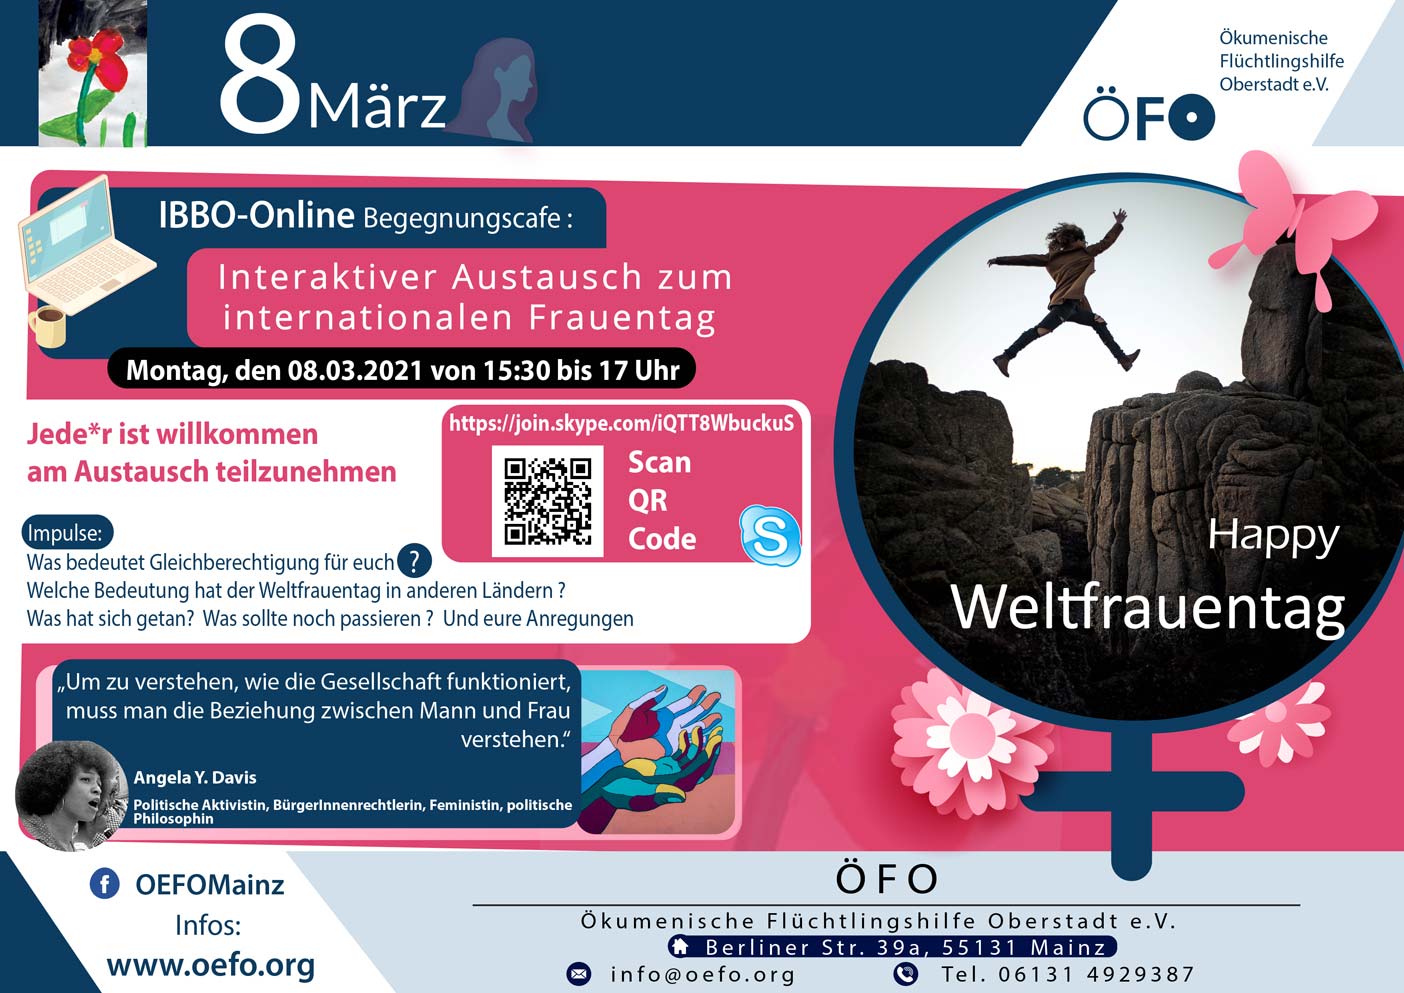 8 März
Ökumenische
Flüchtlingshilfe
Oberstadt e.V.
ÖFO
IBBO-Online Begegnungscafe :
Interaktiver Austausch zum
internationalen Frauentag
Montag, den 08.03.2021 von 15:30 bis 17 Uhr
Jede*r ist willkommen
am Austausch teilzunehmen
https://join.skype.com/iQTT8WbuckuS
Scan
QR
Code
S
Impulse:
Was bedeutet Gleichberechtigung für euch ?
Welche Bedeutung hat der Weltfrauentag in anderen Ländern ?
Was hat sich getan? Was sollte noch passieren ? Und eure Anregungen
Happy
Weltfrauentag
„Um zu verstehen, wie die Gesellschaft funktioniert,
muss man die Beziehung zwischen Mann und Frau
verstehen.“
Angela Y. Davis
Politische Aktivistin, BürgerInnenrechtlerin, Feministin, politische
Philosophin
f OEFOMainz
Infos:
www.oefo.org
ÖFO
Ökumenische Flüchtlingshilfe Oberstadt e.V.
Berliner Str. 39a, 55131 Mainz
info@oefo.org Tel. 06131 4929387